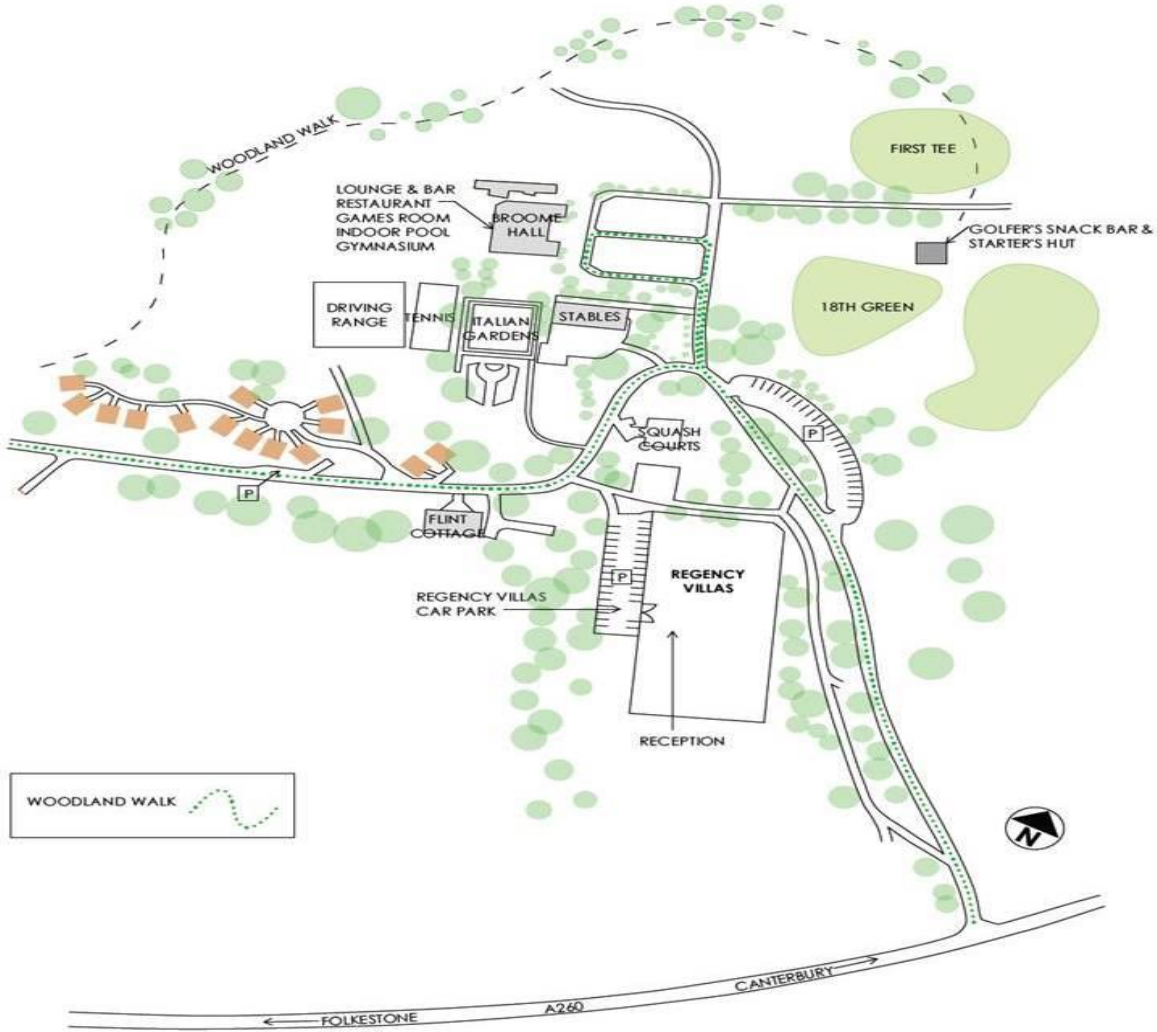 WOODLAND WALK
FIRST TEE
LOUNGE & BAR
RESTAURANT
GAMES ROOM
INDOOR POOL
GYMNASIUM
BROOME
HALL
GOLFER'S SNACK BAR &
STARTER'S HUT
18TH GREEN
DRIVING
RANGE
TENNIS
ITALIAN
GARDENS
STABLES
SQUASH
COURTS
P
P
FLINT
COTTAGE
P
REGENCY
VILLAS
REGENCY VILLAS
CAR PARK
RECEPTION
WOODLAND WALK
N
CANTERBURY
A260
FOLKESTONE